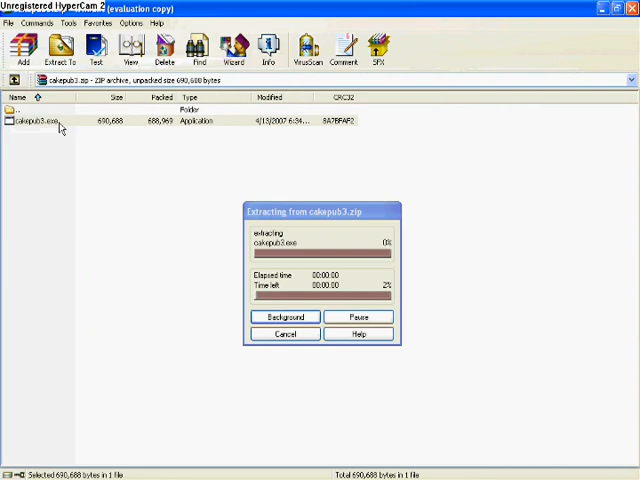 Unregistered HyperCam 2
(evaluation copy)
File Commands Tools Favorites Options Help
Add Extract To Test View Delete Find Wizard Info VirusScan Comment SFX
cakepub3.zip - ZIP archive, unpacked size 690,688 bytes
Name Size Packed Type Modified CRC32
.. Folder
cakepub3.exe 690,688 688,969 Application 4/13/2007 6:34... 8A7BFAF2
Extracting from cakepub3.zip
extracting
cakepub3.exe 0%
Elapsed time 00:00:00
Time left 00:00:00 2%
Background Pause
Cancel Help
Selected 690,688 bytes in 1 file Total 690,688 bytes in 1 file